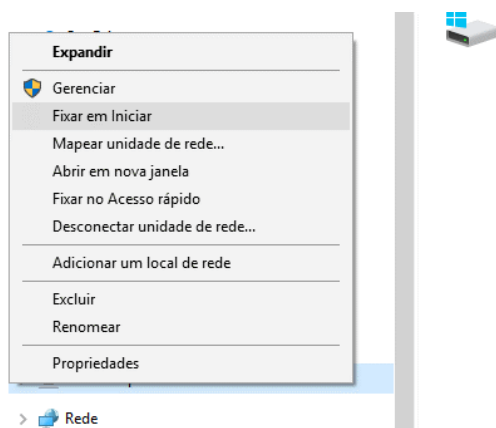 Expandir
Gerenciar
Fixar em Iniciar
Mapear unidade de rede...
Abrir em nova janela
Fixar no Acesso rápido
Desconectar unidade de rede...
Adicionar um local de rede
Excluir
Renomear
Propriedades
Rede